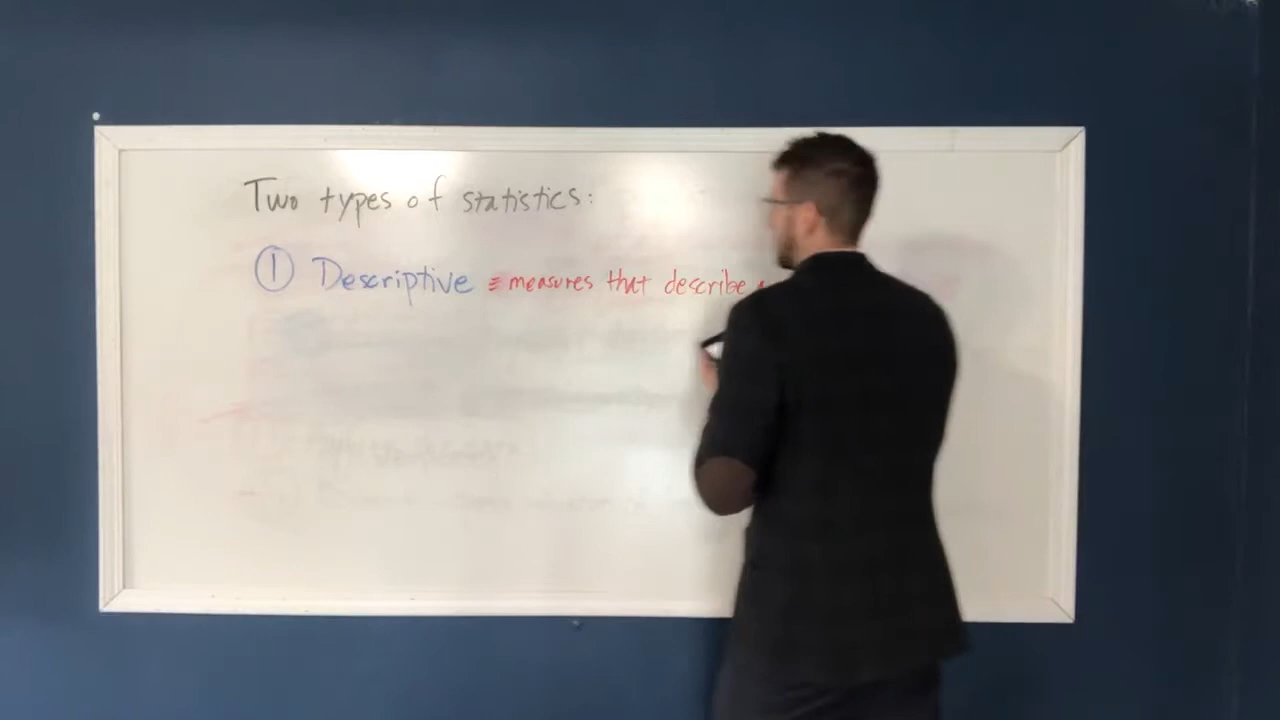 Two types of statistics:
① Descriptive ≡ measures that describe